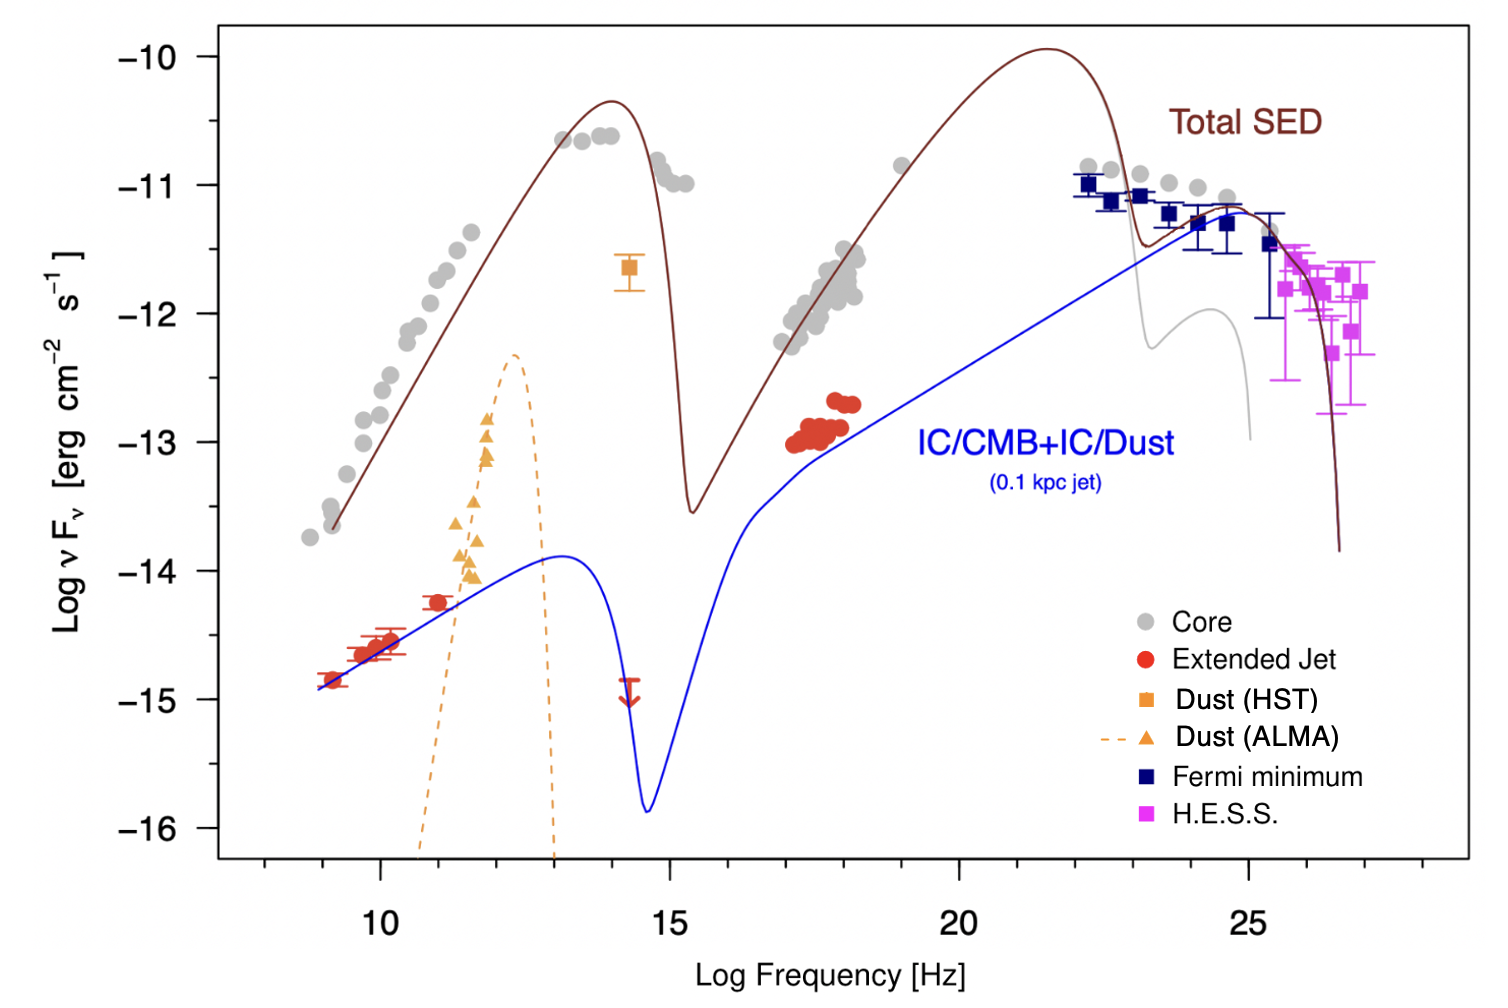 −10
−11
−12
−13
−14
−15
−16
Log ν Fν [erg cm−2 s−1 ]
Total SED
IC/CMB+IC/Dust
(0.1 kpc jet)
Core
Extended Jet
Dust (HST)
Dust (ALMA)
Fermi minimum
H.E.S.S.
10 15 20 25
Log Frequency [Hz]